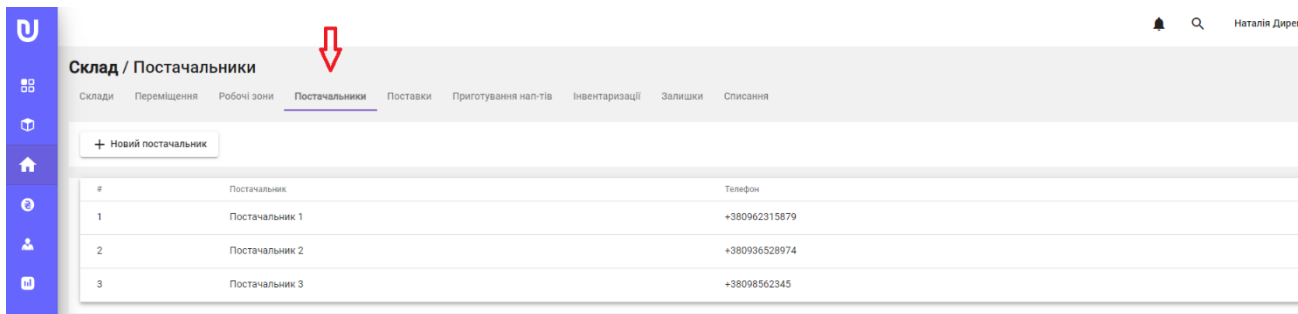 Наталія Дирек
Склад / Постачальники
Склади Переміщення Робочі зони Постачальники Поставки Приготування нап-тів Інвентаризації Залишки Списання
+ Новий постачальник
# Постачальник Телефон
1 Постачальник 1 +380962315879
2 Постачальник 2 +380936528974
3 Постачальник 3 +38098562345